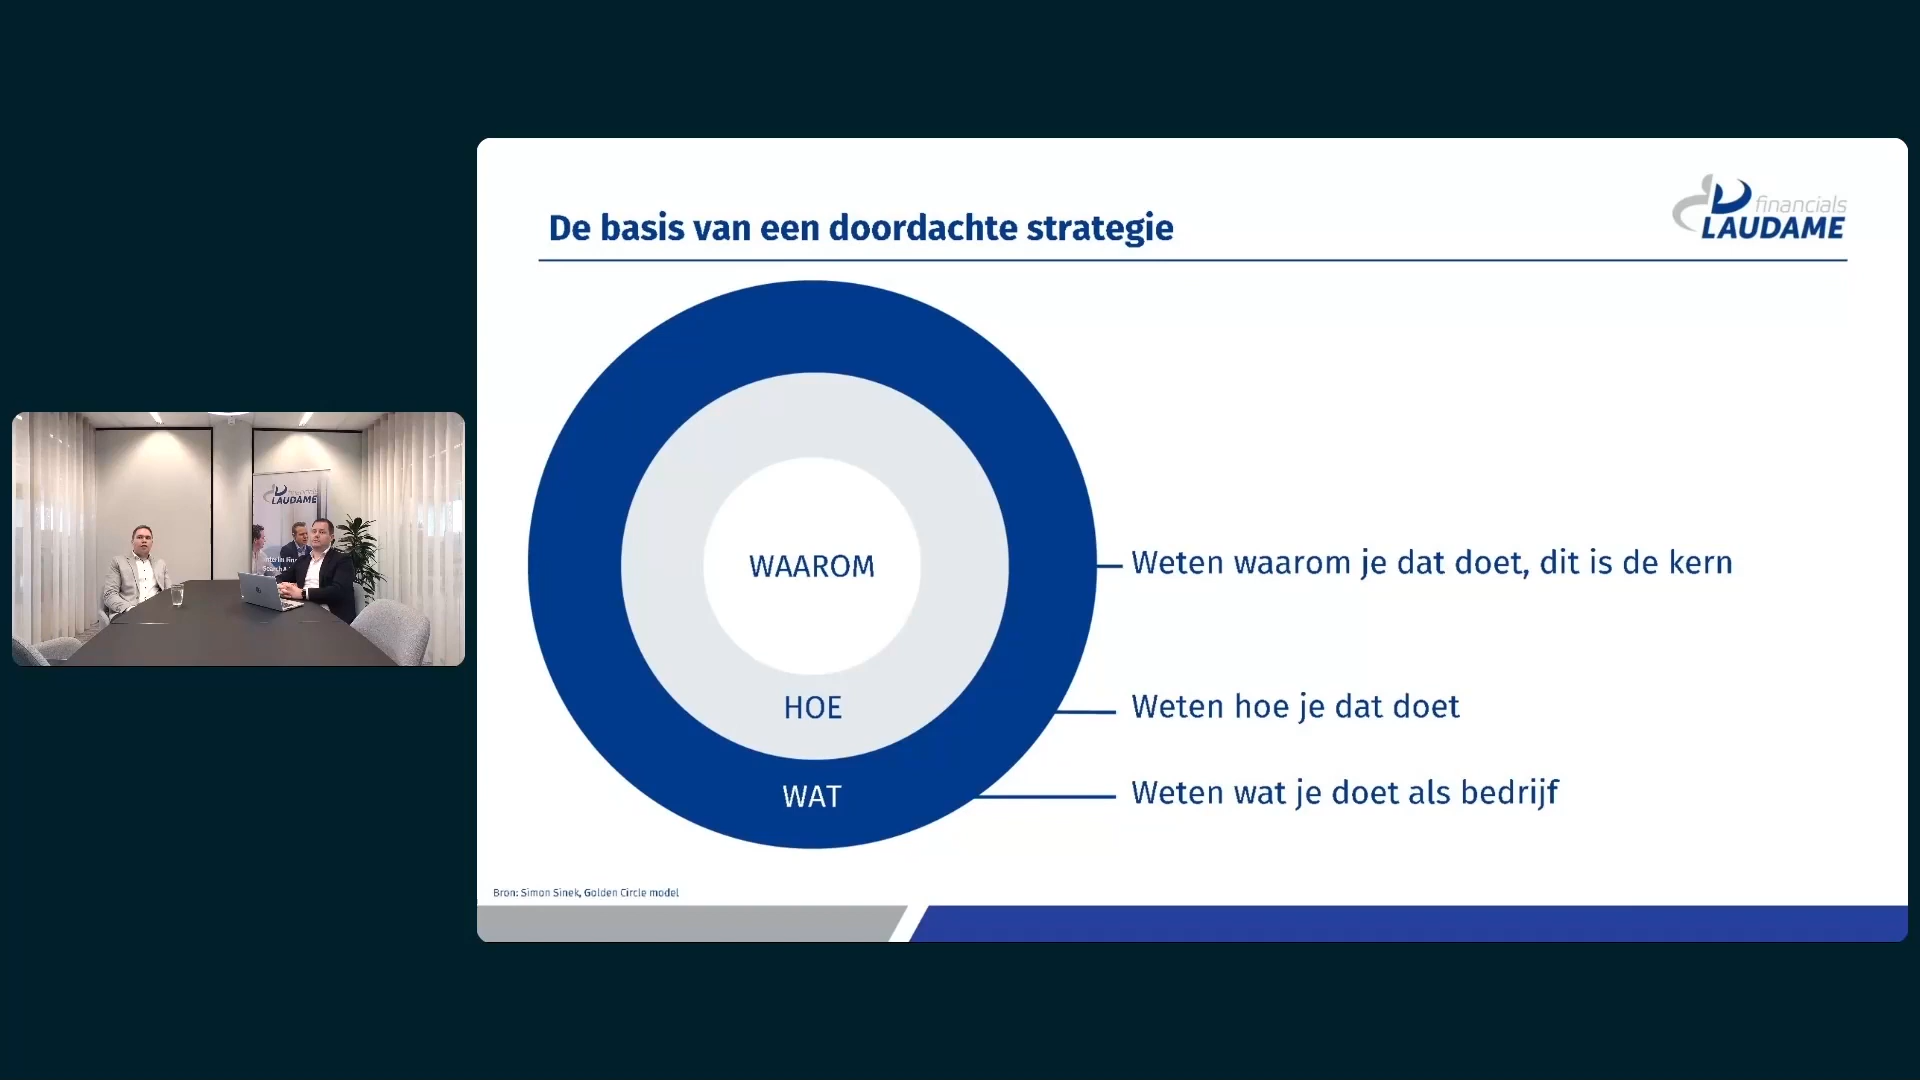 De basis van een doordachte strategie
financials
LAUDAME
WAAROM
Weten waarom je dat doet, dit is de kern
HOE
Weten hoe je dat doet
WAT
Weten wat je doet als bedrijf
Bron: Simon Sinek, Golden Circle model
LAUDAME